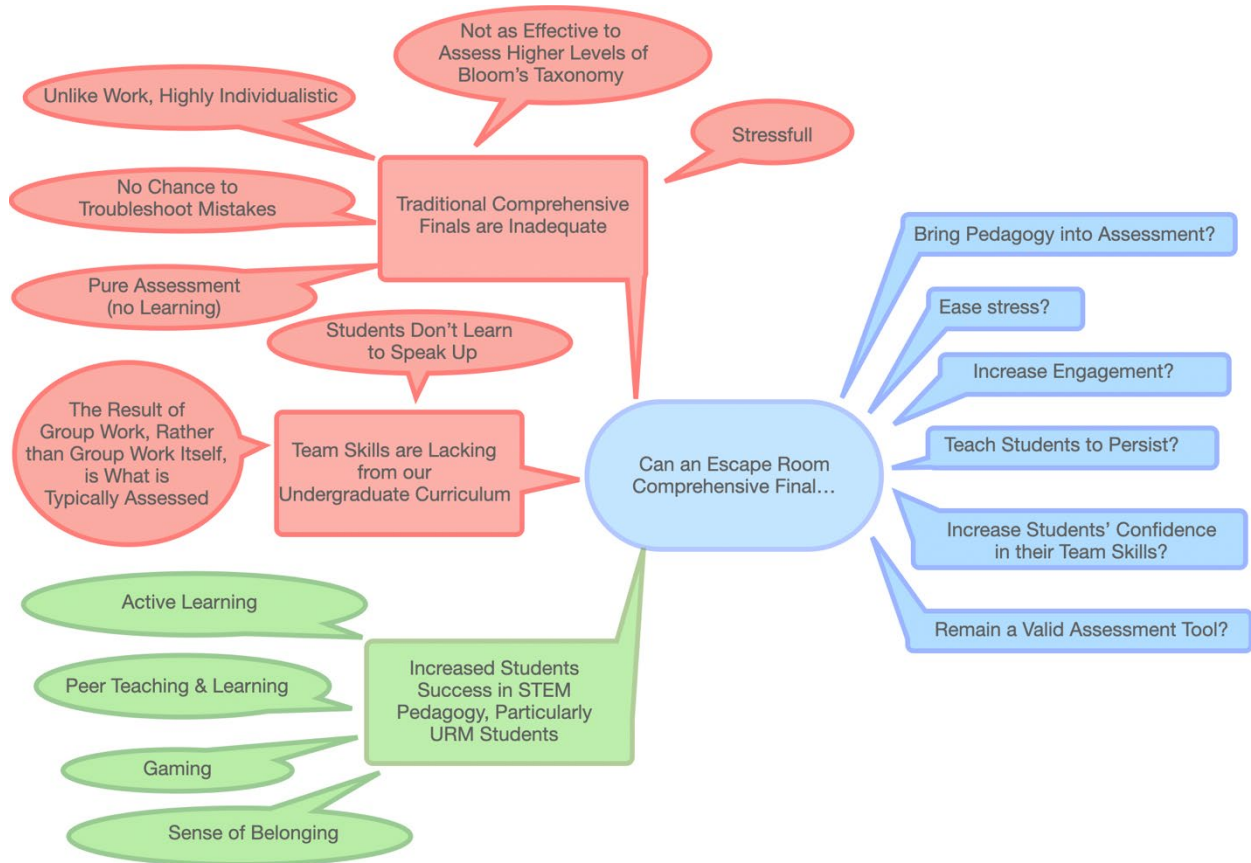 Not as Effective to
Assess Higher Levels of
Bloom's Taxonomy
Unlike Work, Highly Individualistic
Stressfull
No Chance to
Troubleshoot Mistakes
Traditional Comprehensive
Finals are Inadequate
Pure Assessment
(no Learning)
Students Don't Learn
to Speak Up
The Result of
Group Work, Rather
than Group Work Itself,
is What is
Typically Assessed
Team Skills are Lacking
from our
Undergraduate Curriculum
Active Learning
Peer Teaching & Learning
Gaming
Sense of Belonging
Increased Students
Success in STEM
Pedagogy, Particularly
URM Students
Can an Escape Room
Comprehensive Final...
Bring Pedagogy into Assessment?
Ease stress?
Increase Engagement?
Teach Students to Persist?
Increase Students' Confidence
in their Team Skills?
Remain a Valid Assessment Tool?